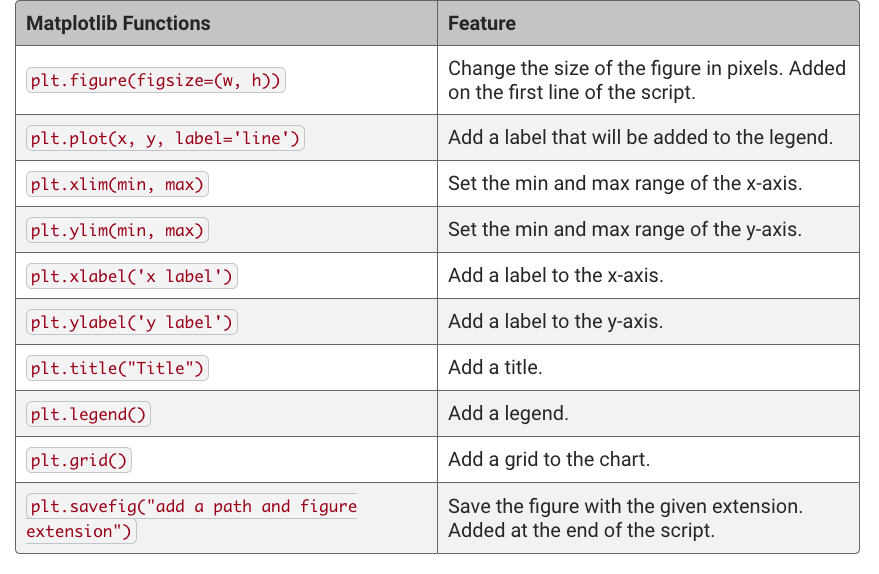 Matplotlib Functions Feature
plt.figure(figsize=(w, h)) Change the size of the figure in pixels. Added
on the first line of the script.
plt.plot(x, y, label='line') Add a label that will be added to the legend.
plt.xlim(min, max) Set the min and max range of the x-axis.
plt.ylim(min, max) Set the min and max range of the y-axis.
plt.xlabel('x label') Add a label to the x-axis.
plt.ylabel('y label') Add a label to the y-axis.
plt.title("Title") Add a title.
plt.legend() Add a legend.
plt.grid() Add a grid to the chart.
plt.savefig("add a path and figure Save the figure with the given extension.
extension") Added at the end of the script.